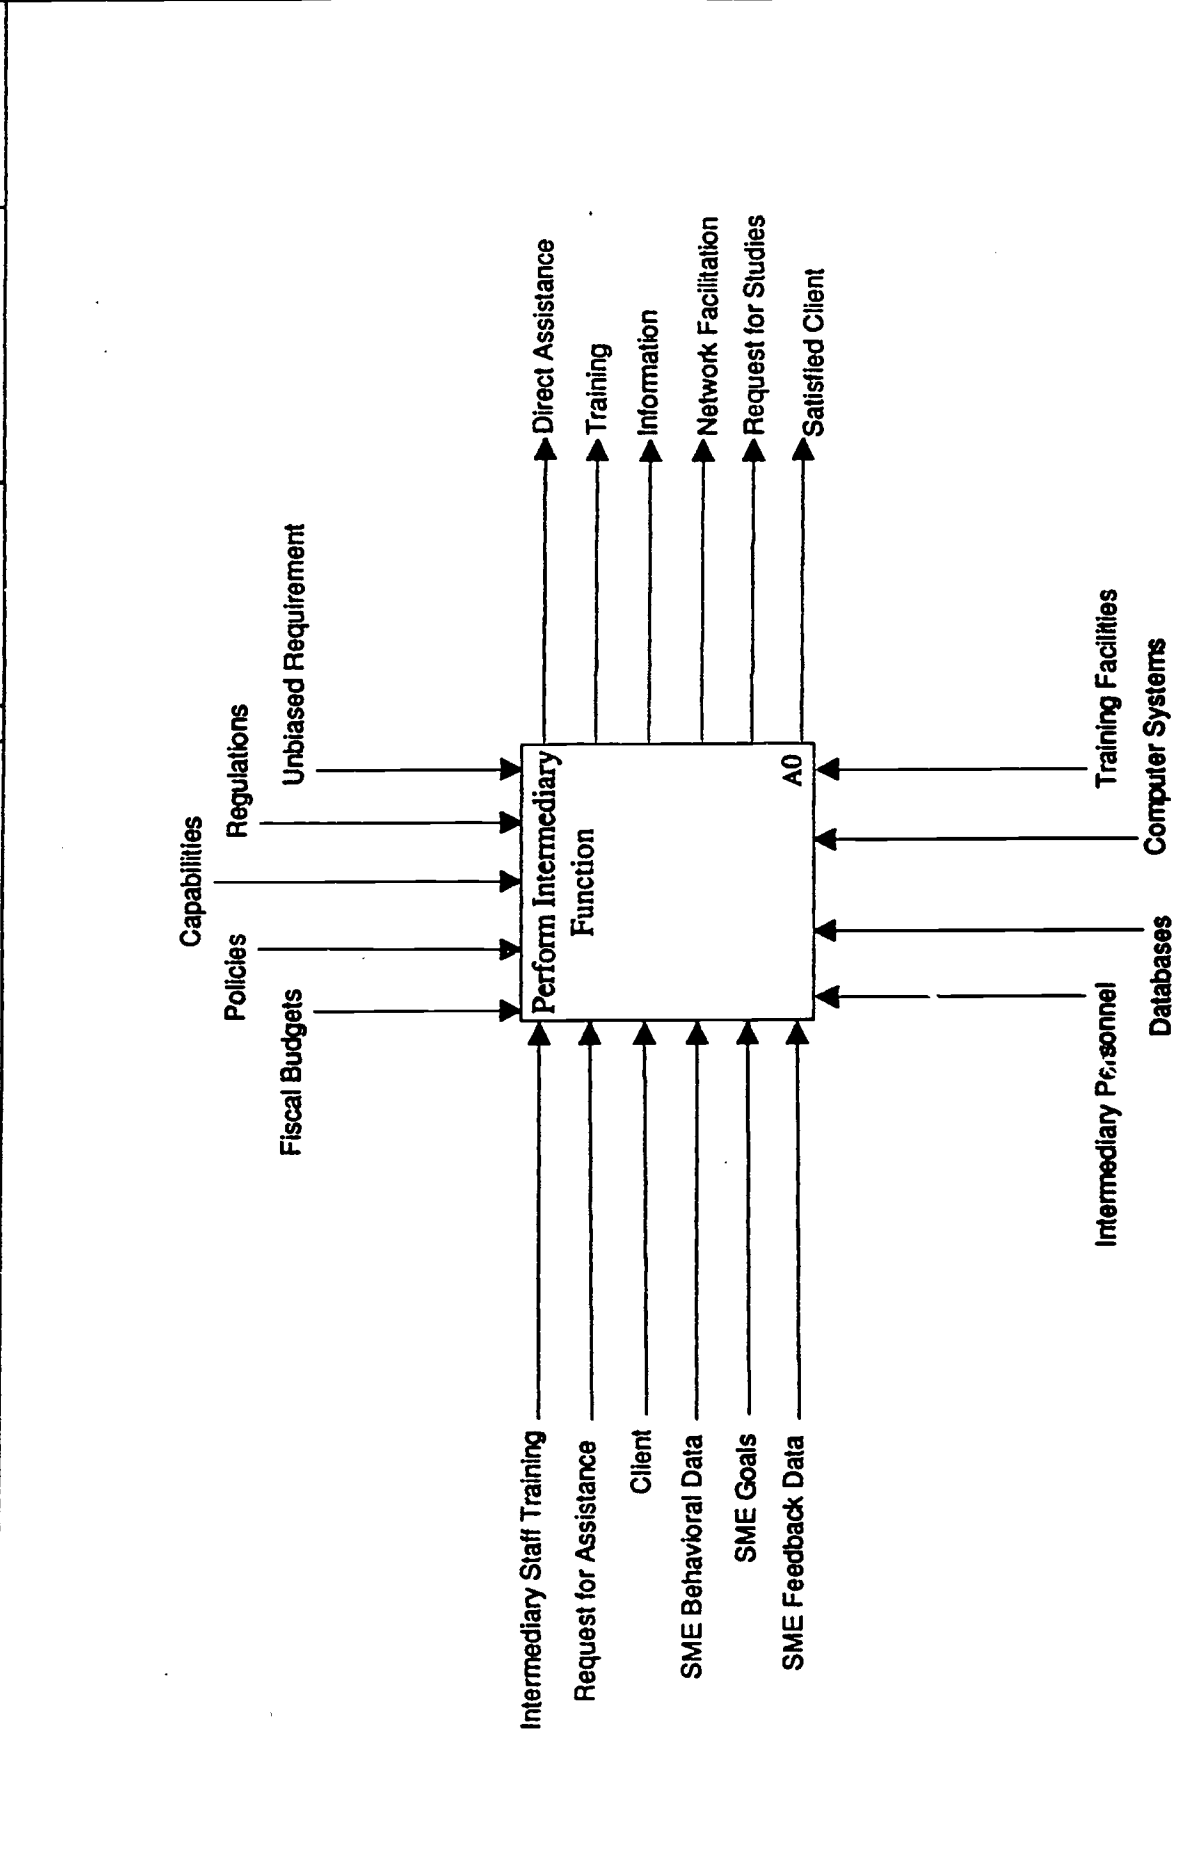 Capabilities
Policies
Regulations
Fiscal Budgets
Unbiased Requirement
Intermediary Staff Training
Request for Assistance
Client
SME Behavioral Data
SME Goals
SME Feedback Data
Perform Intermediary
Function
A0
Direct Assistance
Training
Information
Network Facilitation
Request for Studies
Satisfied Client
Intermediary Personnel
Training Facilities
Databases
Computer Systems